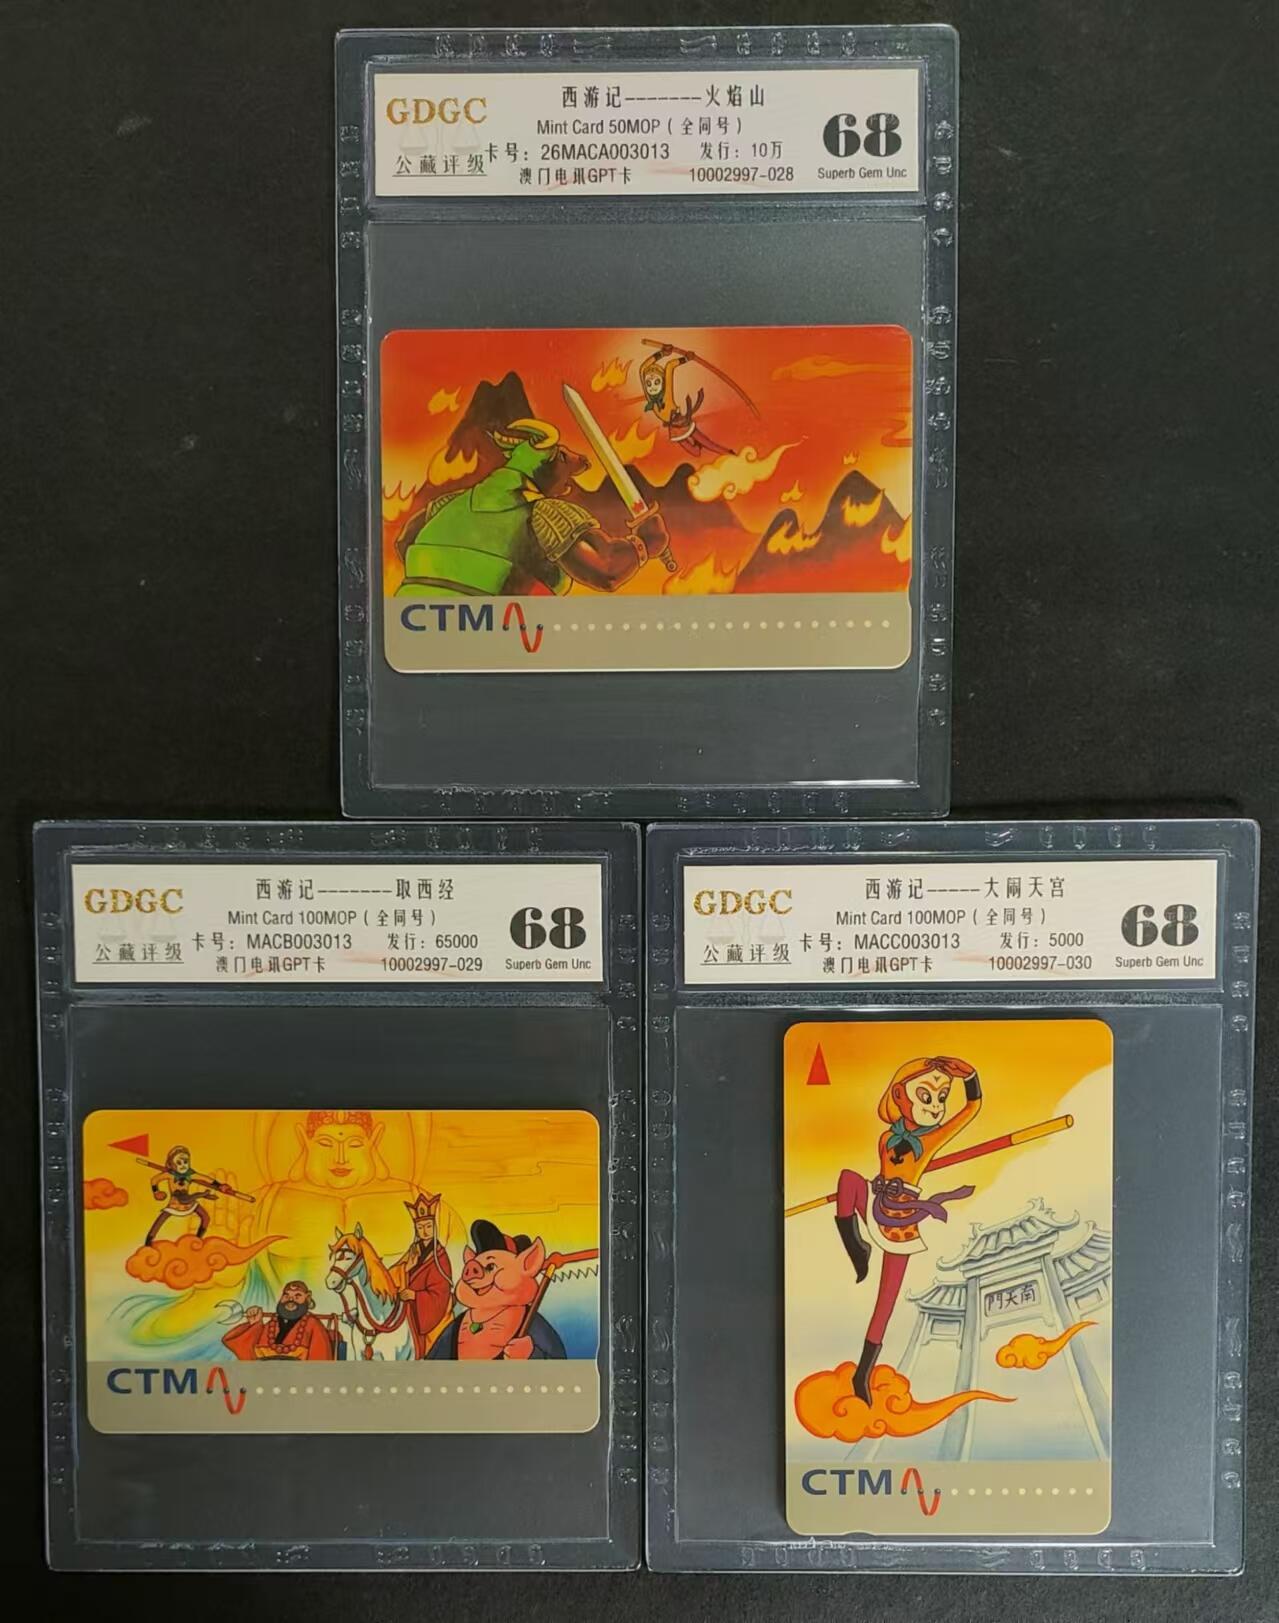 GDGC
公藏评级
西游记-------火焰山
Mint Card 50MOP（全同号）
卡号：26MACA003013 发行：10万
澳门电讯GPT卡 10002997-028
68
Superb Gem Unc
CTM
GDGC
公藏评级
西游记-------取西经
Mint Card 100MOP（全同号）
卡号：MACB003013 发行：65000
澳门电讯GPT卡 10002997-029
68
Superb Gem Unc
CTM
GDGC
公藏评级
西游记-----大闹天宫
Mint Card 100MOP（全同号）
卡号：MACC003013 发行：5000
澳门电讯GPT卡 10002997-030
68
Superb Gem Unc
門天南
CTM